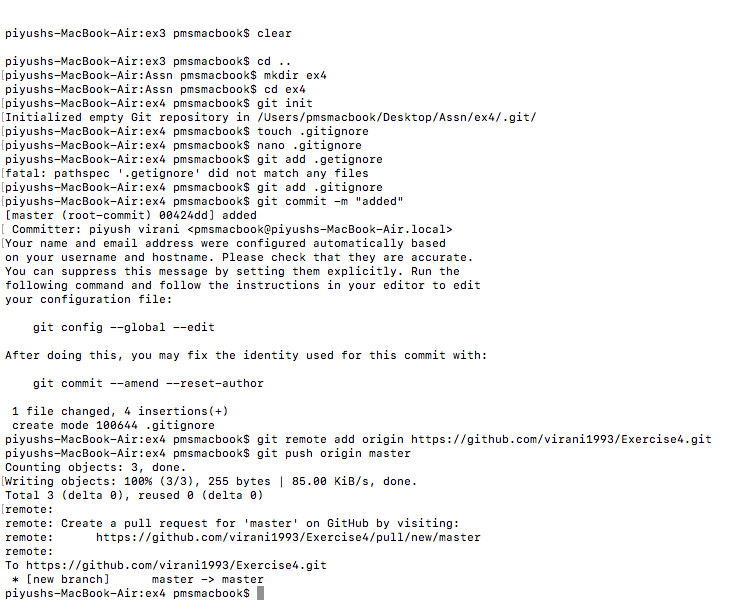 piyushs-MacBook-Air:ex3 pmsmacbook$ clear
piyushs-MacBook-Air:ex3 pmsmacbook$ cd ..
[piyushs-MacBook-Air:Assn pmsmacbook$ mkdir ex4
piyushs-MacBook-Air:Assn pmsmacbook$ cd ex4
[piyushs-MacBook-Air:ex4 pmsmacbook$ git init
[Initialized empty Git repository in /Users/pmsmacbook/Desktop/Assn/ex4/.git/
[piyushs-MacBook-Air:ex4 pmsmacbook$ touch .gitignore
[piyushs-MacBook-Air:ex4 pmsmacbook$ nano .gitignore
piyushs-MacBook-Air:ex4 pmsmacbook$ git add .getignore
[fatal: pathspec '.getignore' did not match any files
[piyushs-MacBook-Air:ex4 pmsmacbook$ git add .gitignore
[piyushs-MacBook-Air:ex4 pmsmacbook$ git commit -m "added"
[master (root-commit) 00424dd] added
[ Committer: piyush virani <pmsmacbook@piyushs-MacBook-Air.local>
[Your name and email address were configured automatically based
on your username and hostname. Please check that they are accurate.
You can suppress this message by setting them explicitly. Run the
following command and follow the instructions in your editor to edit
your configuration file:
git config --global --edit
After doing this, you may fix the identity used for this commit with:
git commit --amend --reset-author
1 file changed, 4 insertions(+)
create mode 100644 .gitignore
piyushs-MacBook-Air:ex4 pmsmacbook$ git remote add origin https://github.com/virani1993/Exercise4.git
piyushs-MacBook-Air:ex4 pmsmacbook$ git push origin master
Counting objects: 3, done.
[Writing objects: 100% (3/3), 255 bytes | 85.00 KiB/s, done.
Total 3 (delta 0), reused 0 (delta 0)
[remote:
remote: Create a pull request for 'master' on GitHub by visiting:
remote:      https://github.com/virani1993/Exercise4/pull/new/master
remote:
To https://github.com/virani1993/Exercise4.git
* [new branch]      master -> master
piyushs-MacBook-Air:ex4 pmsmacbook$